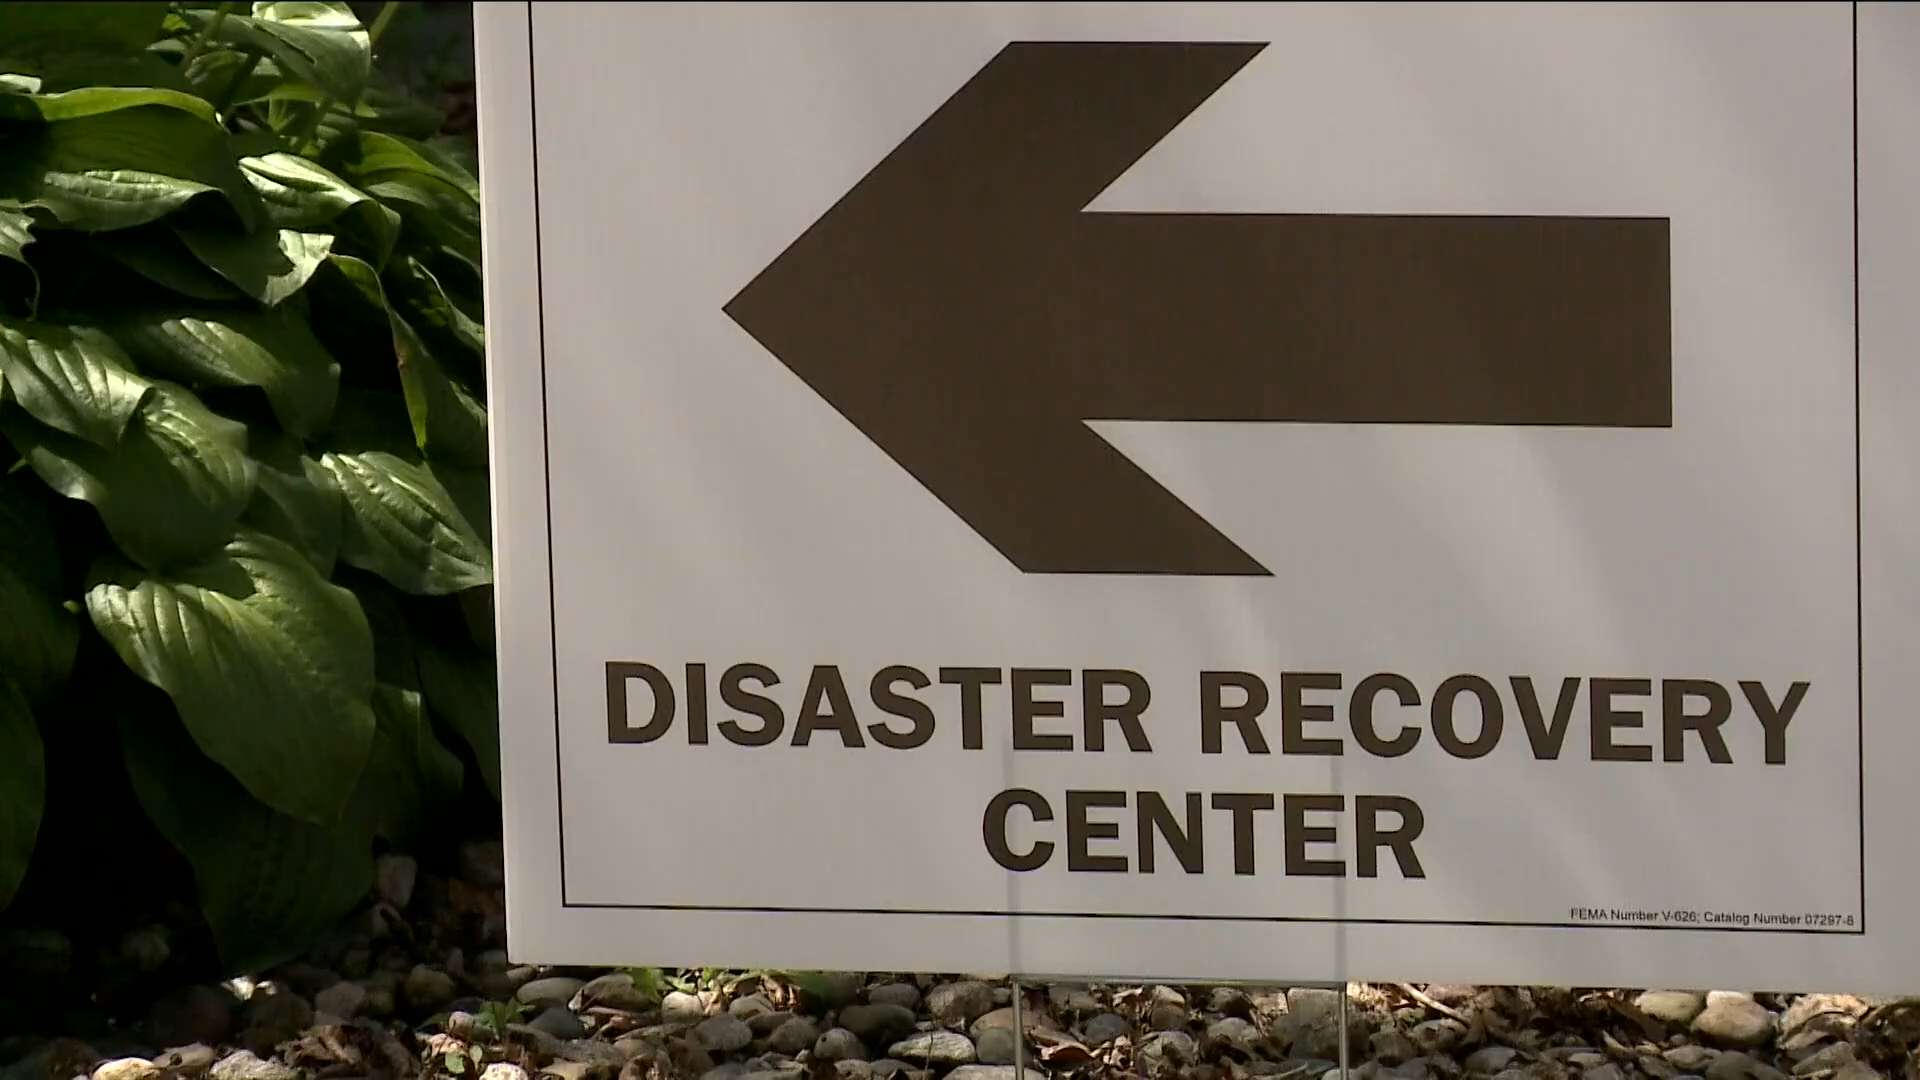 DISASTER RECOVERY
CENTER
FEMA Number V-626; Catalog Number 07297-8